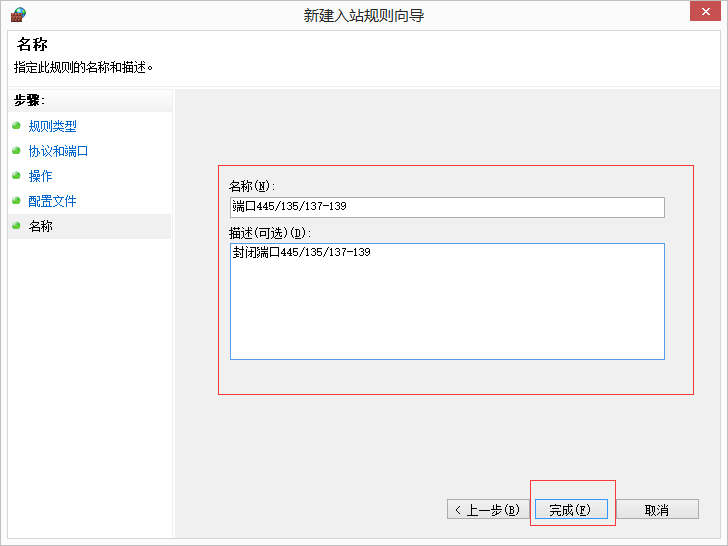 新建入站规则向导
名称
指定此规则的名称和描述。
步骤:
规则类型
协议和端口
操作
配置文件
名称
名称(N):
端口445/135/137-139
描述(可选)(D):
封闭端口445/135/137-139
< 上一步(B)
完成(F)
取消